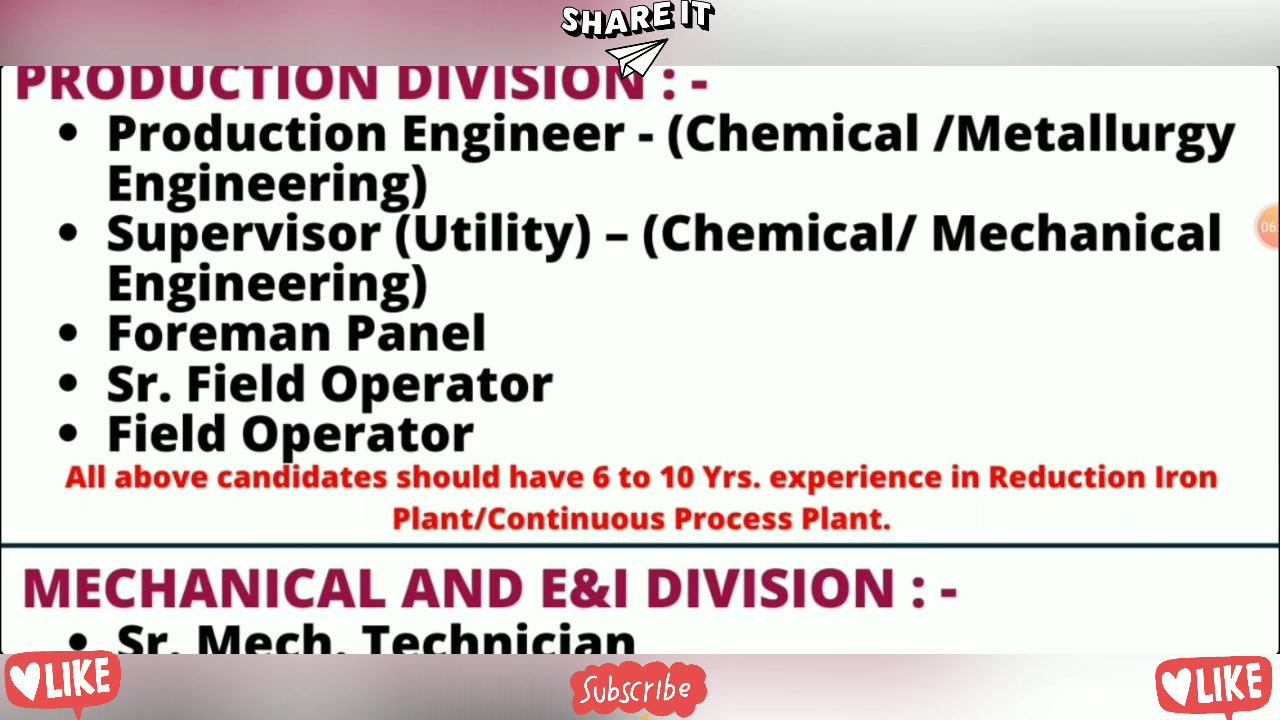 SHARE IT
PRODUCTION DIVISION : -
• Production Engineer - (Chemical /Metallurgy
Engineering)
• Supervisor (Utility) – (Chemical/ Mechanical
Engineering)
• Foreman Panel
• Sr. Field Operator
• Field Operator
All above candidates should have 6 to 10 Yrs. experience in Reduction Iron
Plant/Continuous Process Plant.
MECHANICAL AND E&I DIVISION : -
• Sr. Mech. Technician
LIKE
Subscribe
LIKE